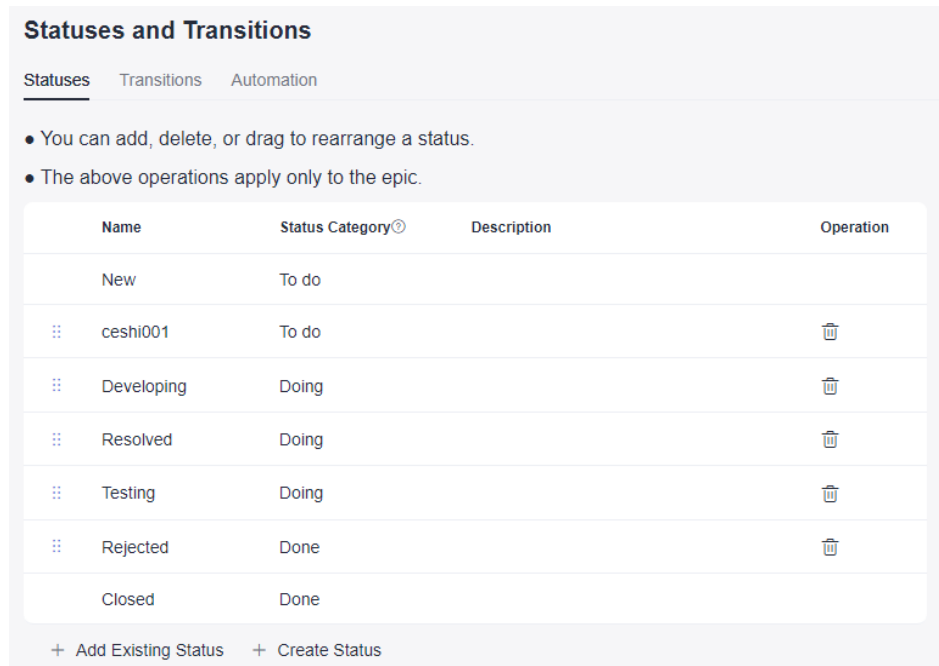 Statuses and Transitions
Statuses Transitions Automation
● You can add, delete, or drag to rearrange a status.
● The above operations apply only to the epic.
Name Status Category Description Operation
New To do
ceshi001 To do
Developing Doing
Resolved Doing
Testing Doing
Rejected Done
Closed Done
+ Add Existing Status + Create Status